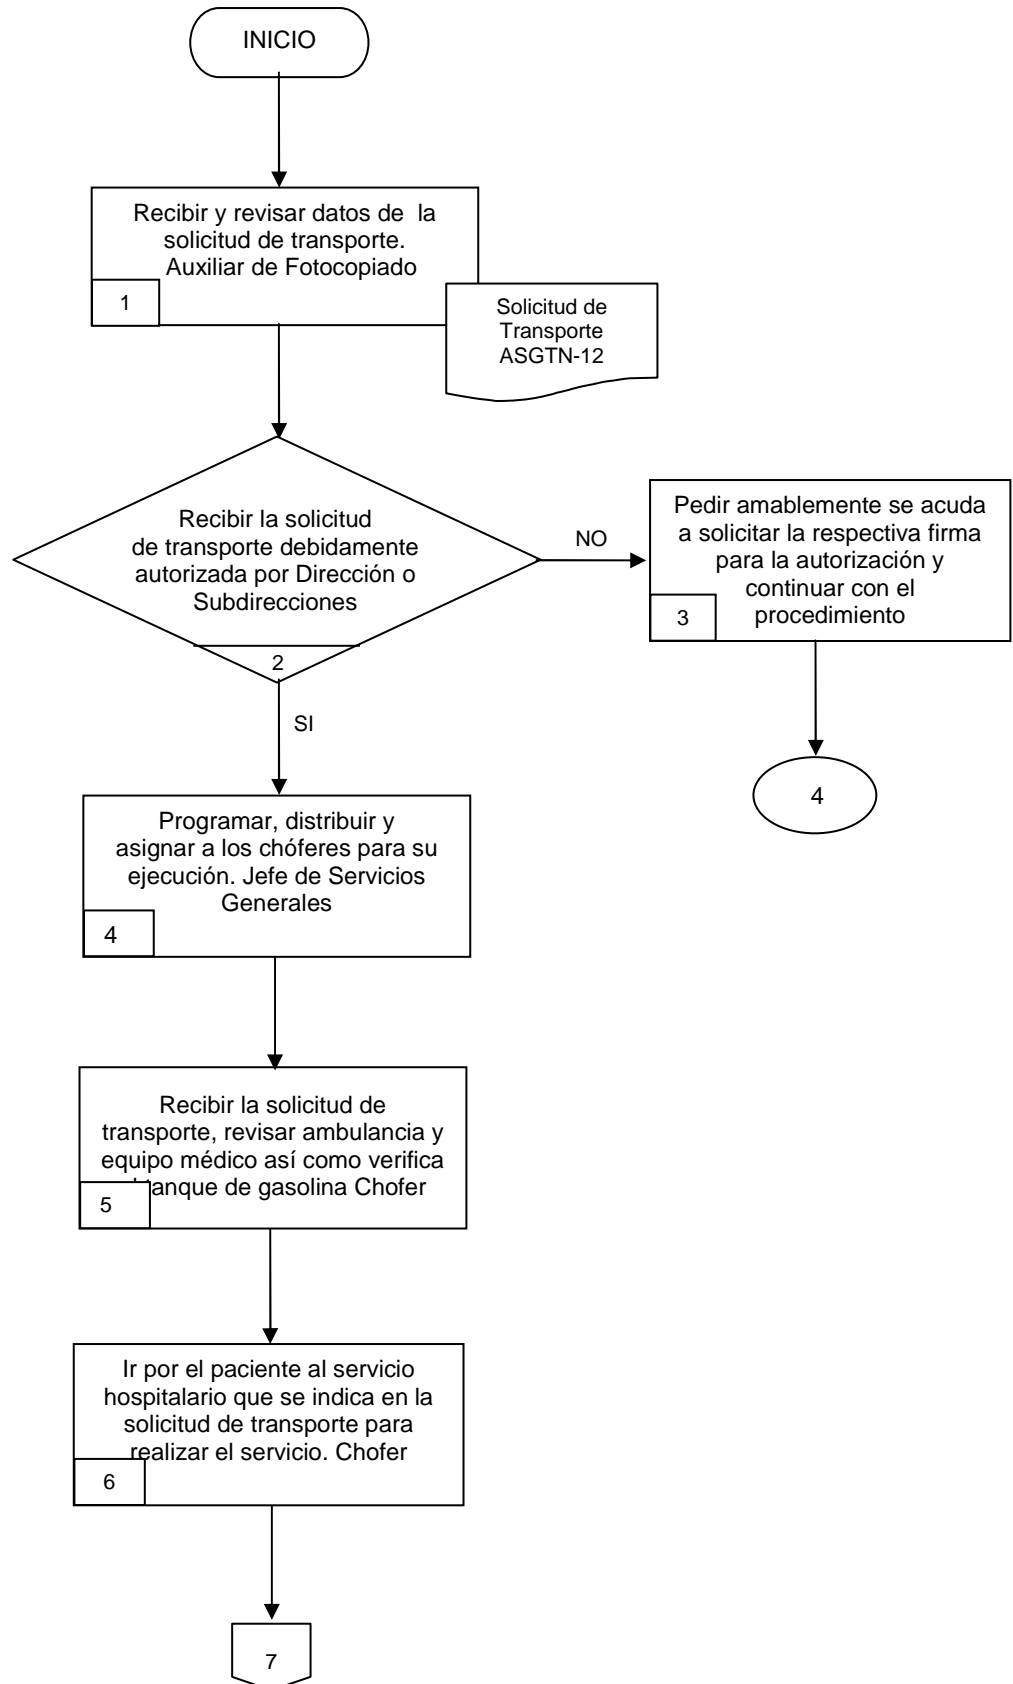 INICIO
Recibir y revisar datos de la
solicitud de transporte.
Auxiliar de Fotocopiado
1
Solicitud de
Transporte
ASGTN-12
Recibir la solicitud
de transporte debidamente
autorizada por Dirección o
Subdirecciones
2
NO
Pedir amablemente se acuda
a solicitar la respectiva firma
para la autorización y
continuar con el
procedimiento
3
4
SI
Programar, distribuir y
asignar a los chóferes para su
ejecución. Jefe de Servicios
Generales
4
Recibir la solicitud de
transporte, revisar ambulancia y
equipo médico así como verifica
tanque de gasolina Chofer
5
Ir por el paciente al servicio
hospitalario que se indica en la
solicitud de transporte para
realizar el servicio. Chofer
6
7